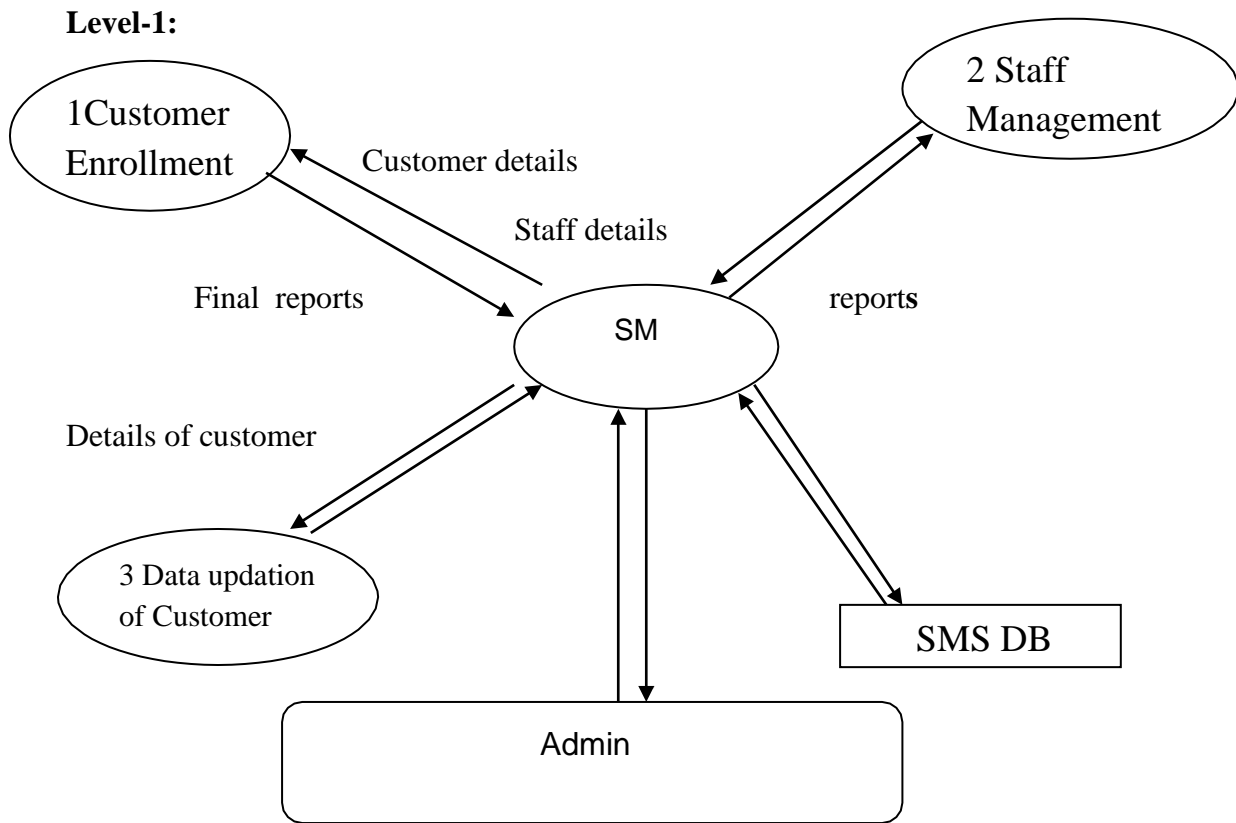 Level-1:
1Customer
Enrollment
2 Staff
Management
Customer details
Staff details
Final reports
reports
SM
Details of customer
3 Data updation
of Customer
SMS DB
Admin